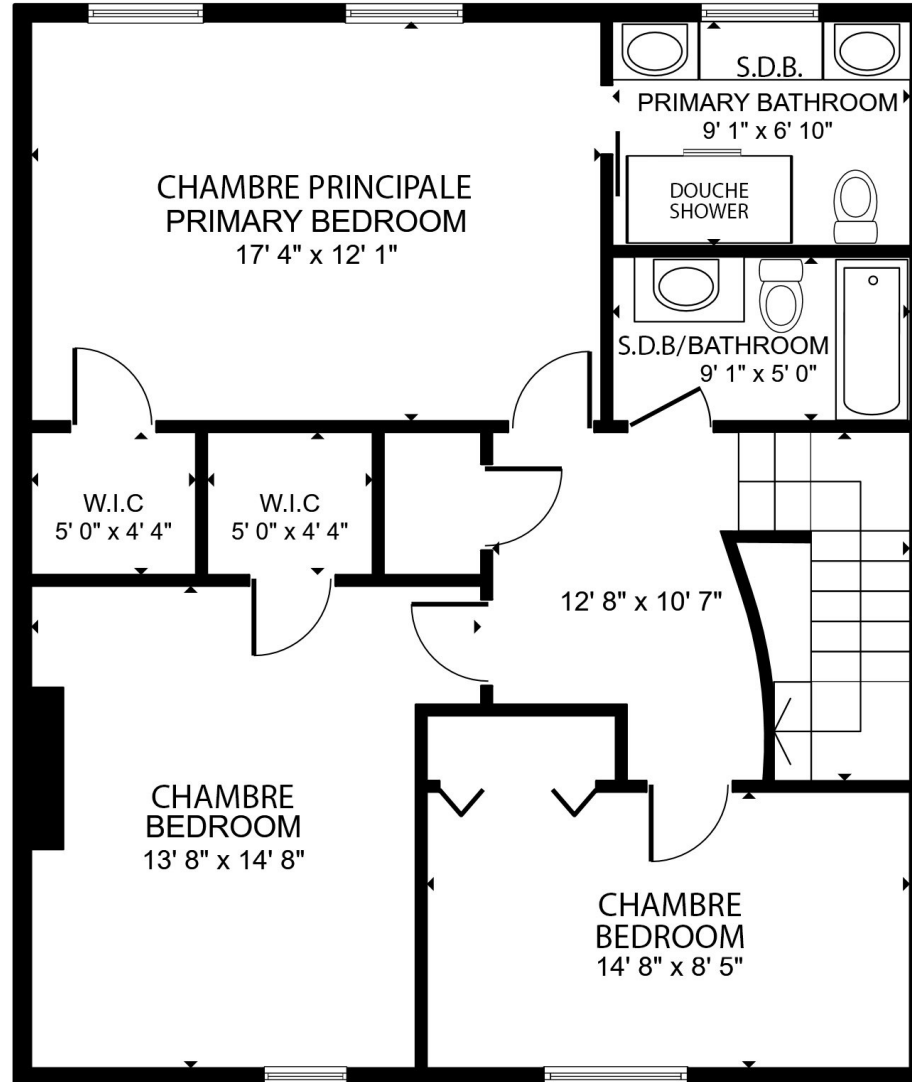 S.D.B.
PRIMARY BATHROOM
9' 1" x 6' 10"
CHAMBRE PRINCIPALE
PRIMARY BEDROOM
17' 4" x 12' 1"
DOUCHE
SHOWER
S.D.B/BATHROOM
9' 1" x 5' 0"
W.I.C
5' 0" x 4' 4"
W.I.C
5' 0" x 4' 4"
12' 8" x 10' 7"
CHAMBRE
BEDROOM
13' 8" x 14' 8"
CHAMBRE
BEDROOM
14' 8" x 8' 5"